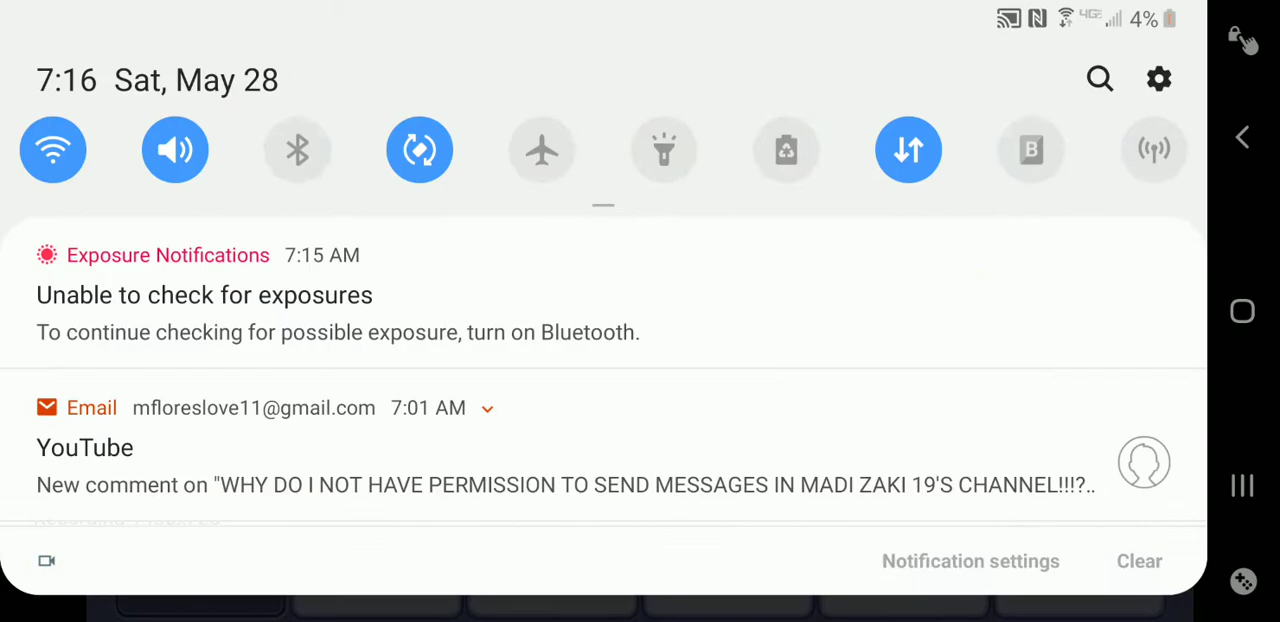 4GE 4%
7:16 Sat, May 28
B
Exposure Notifications 7:15 AM
Unable to check for exposures
To continue checking for possible exposure, turn on Bluetooth.
Email mfloreslove11@gmail.com 7:01 AM
YouTube
New comment on "WHY DO I NOT HAVE PERMISSION TO SEND MESSAGES IN MADI ZAKI 19'S CHANNEL!!!?..
Notification settings Clear